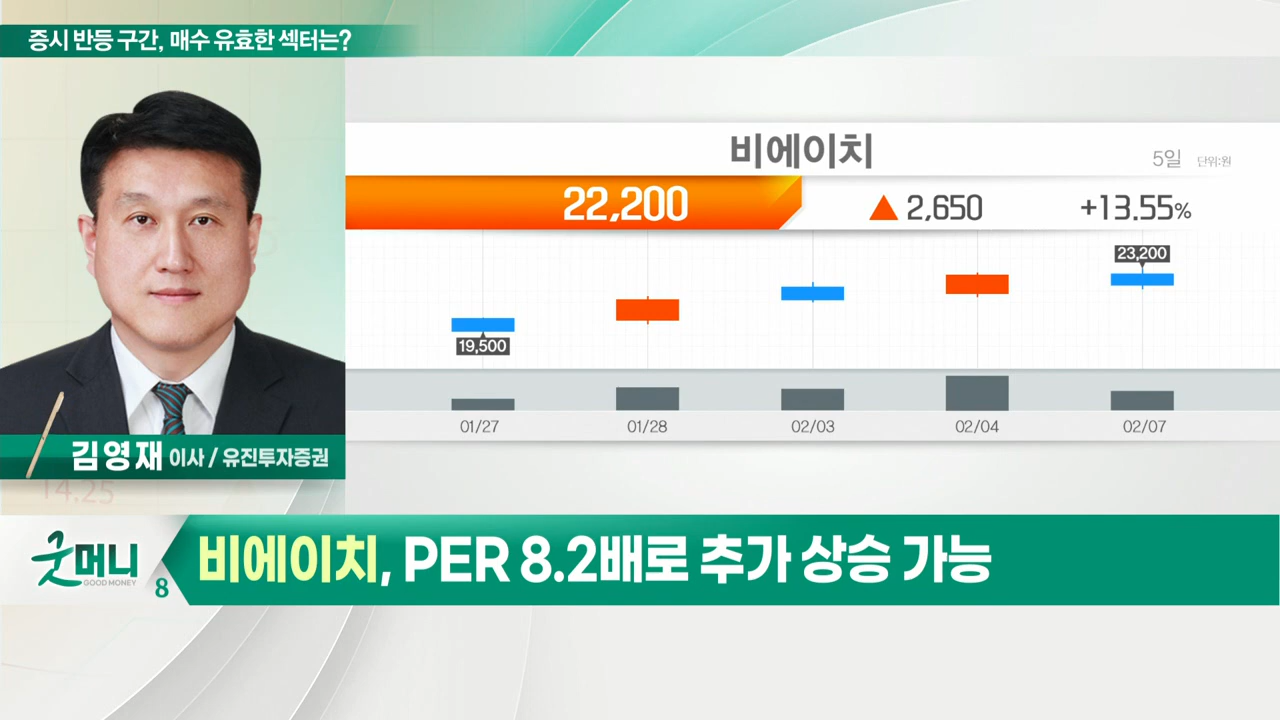 증시 반등 구간, 매수 유효한 섹터는?
비에이치
5일 단위:원
22,200 ▲ 2,650 +13.55%
23,200
19,500
01/27 01/28 02/03 02/04 02/07
김영재 이사 / 유진투자증권
14.25
굿머니
GOOD MONEY
8
비에이치, PER 8.2배로 추가 상승 가능